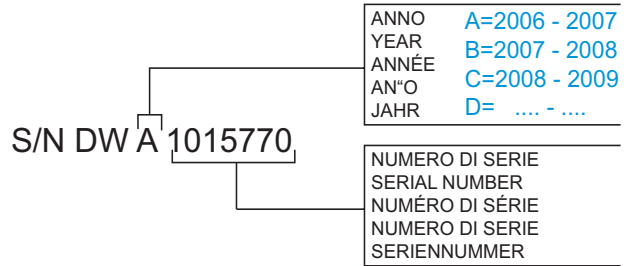 ANNO
YEAR
ANNÉE
AN“O
JAHR
A=2006 - 2007
B=2007 - 2008
C=2008 - 2009
D= .... - ....
S/N DW A 1015770
NUMERO DI SERIE
SERIAL NUMBER
NUMÉRO DI SÉRIE
NUMERO DI SERIE
SERIENNUMMER